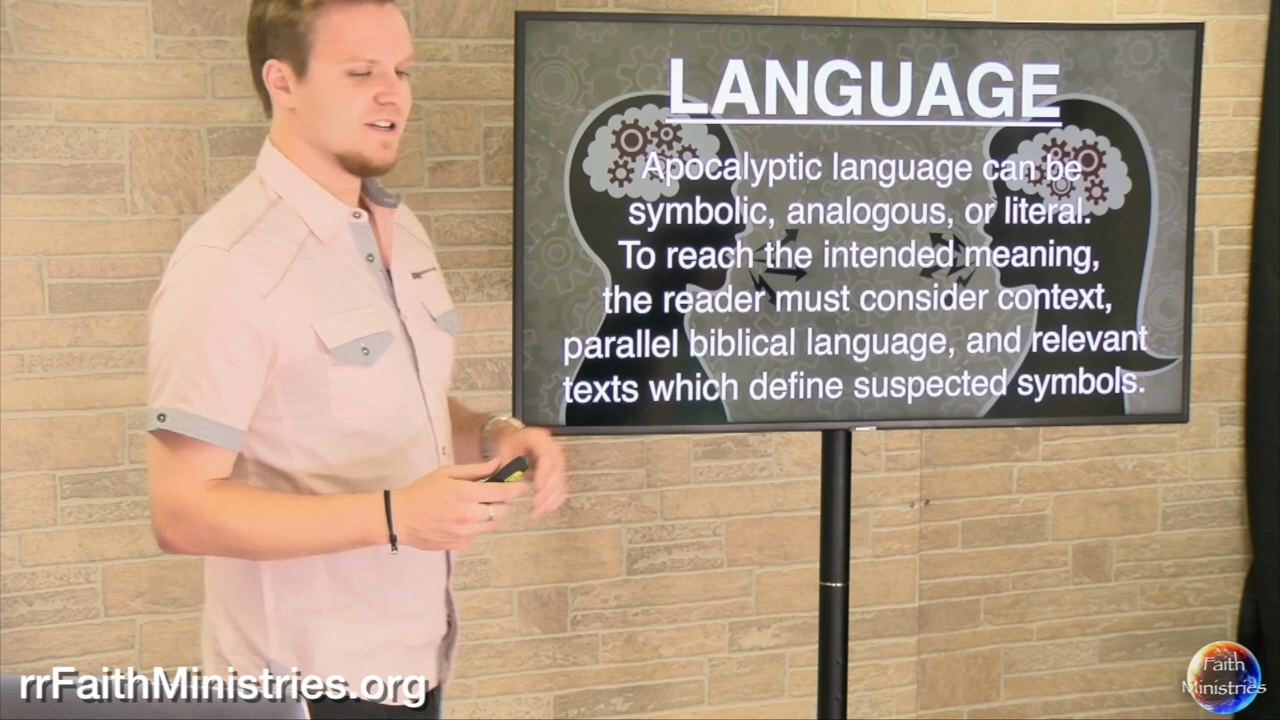 LANGUAGE
Apocalyptic language can be
symbolic, analogous, or literal.
To reach the intended meaning,
the reader must consider context,
parallel biblical language, and relevant
texts which define suspected symbols.
rrFaithMinistries.org
Faith
Ministries